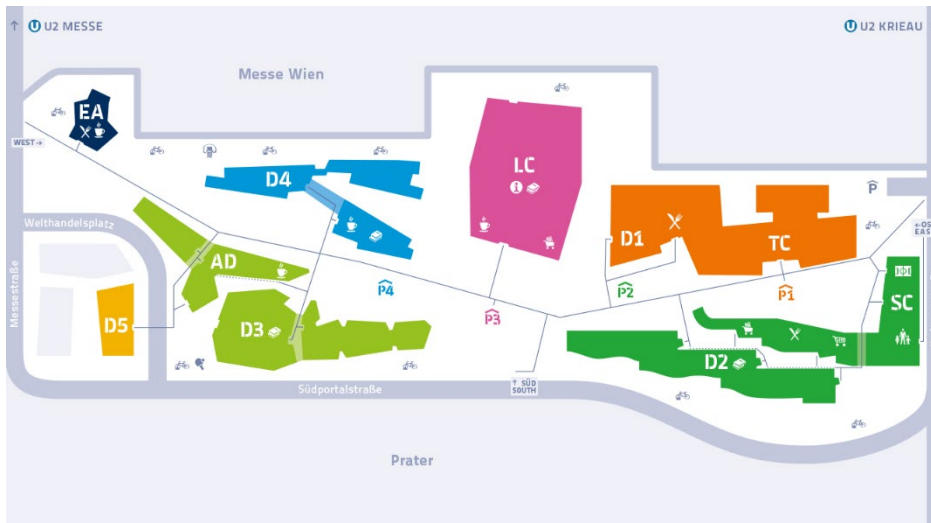 ↑ U U2 MESSE
U U2 KRIEAU
Messe Wien
EA
WEST →
LC
D4
P
Welthandelsplatz
D1
TC
AD
P4
P2
P1
SC
P3
D5
D3
D2
Messestraße
↑ SÜD
SOUTH
Südportalstraße
Prater